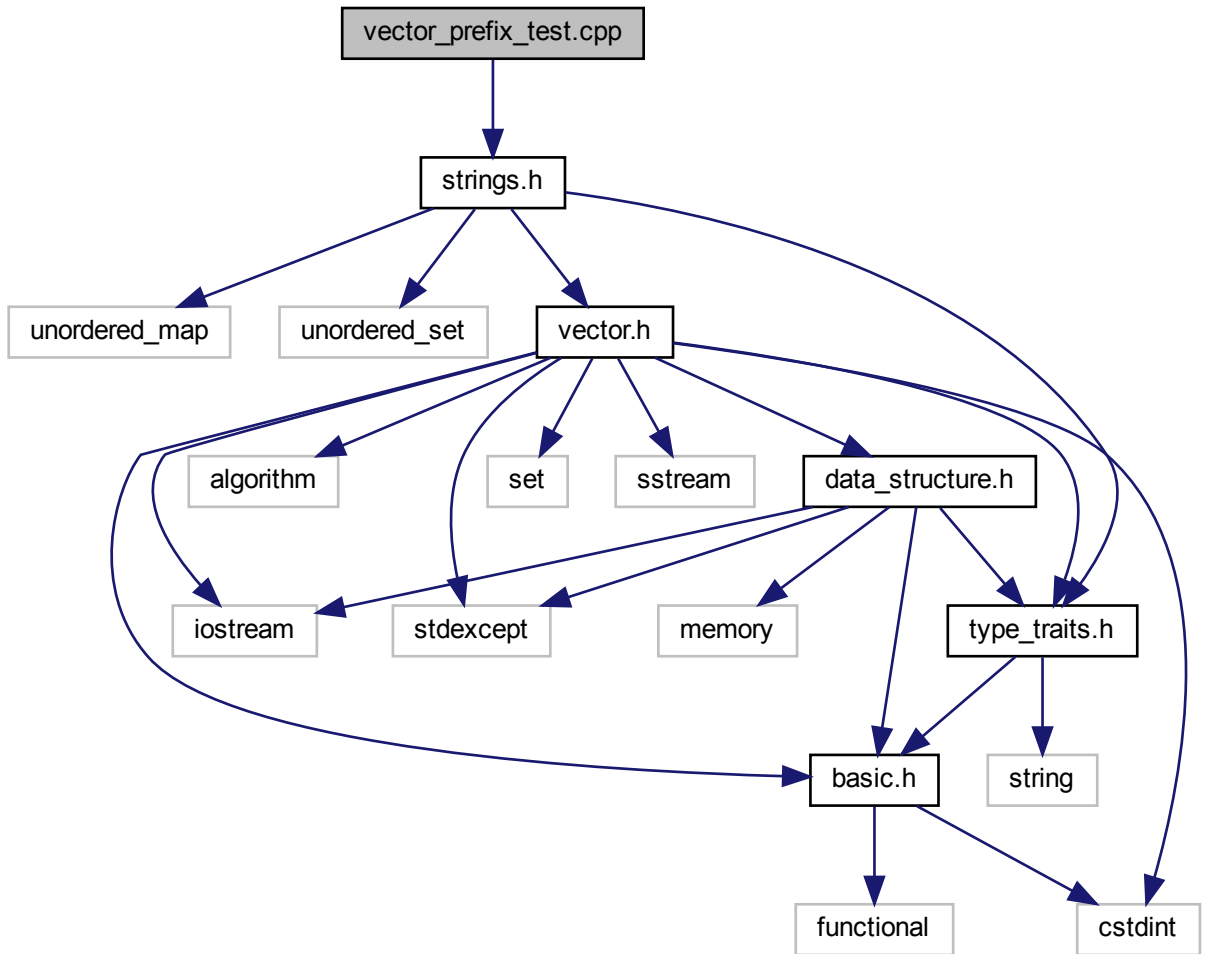 vector_prefix_test.cpp
strings.h
unordered_map
unordered_set
vector.h
algorithm
set
sstream
data_structure.h
iostream
stdexcept
memory
type_traits.h
basic.h
string
functional
cstdint